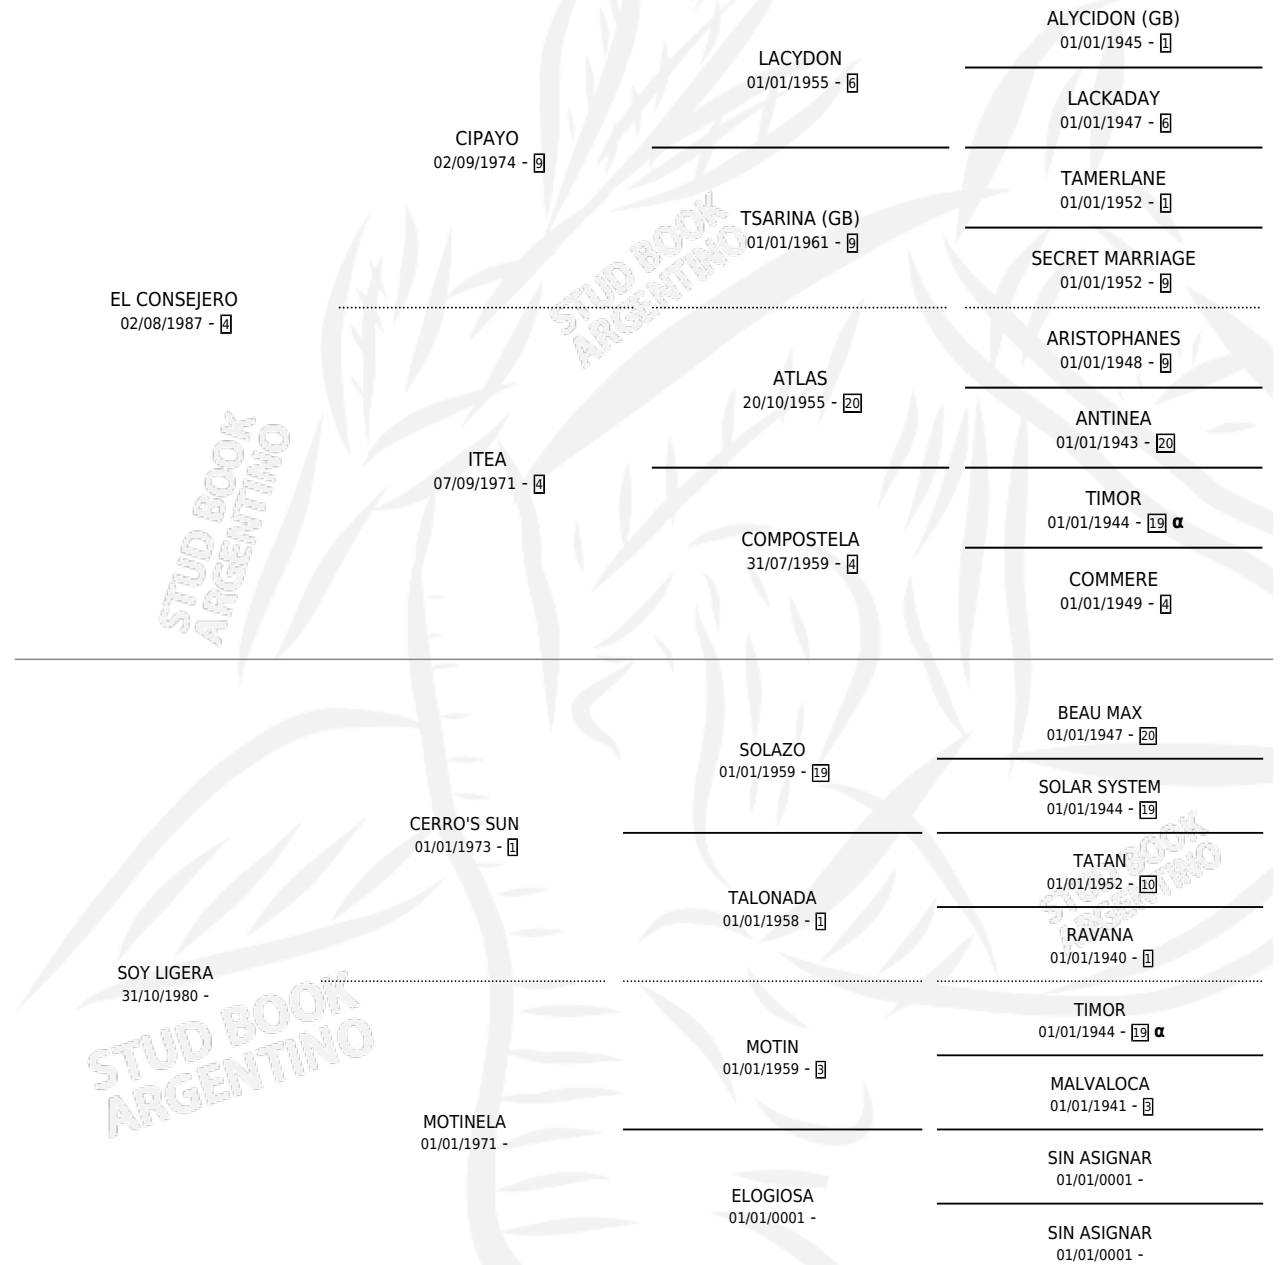 ALYCIDON (GB)
01/01/1945 - 1
LACYDON
01/01/1955 - 6
LACKADAY
01/01/1947 - 6
CIPAYO
02/09/1974 - 9
TAMERLANE
01/01/1952 - 1
TSARINA (GB)
01/01/1961 - 9
SECRET MARRIAGE
01/01/1952 - 9
EL CONSEJERO
02/08/1987 - 4
ARISTOPHANES
01/01/1948 - 9
ATLAS
20/10/1955 - 20
ANTINEA
01/01/1943 - 20
ITEA
07/09/1971 - 4
TIMOR
01/01/1944 - 19 α
COMPOSTELA
31/07/1959 - 4
COMMERE
01/01/1949 - 4
BEAU MAX
01/01/1947 - 20
SOLAZO
01/01/1959 - 19
SOLAR SYSTEM
01/01/1944 - 19
CERRO'S SUN
01/01/1973 - 1
TATAN
01/01/1952 - 10
TALONADA
01/01/1958 - 1
RAVANA
01/01/1940 - 1
SOY LIGERA
31/10/1980 -
TIMOR
01/01/1944 - 19 α
MOTIN
01/01/1959 - 3
MALVALOCA
01/01/1941 - 3
MOTINELA
01/01/1971 -
SIN ASIGNAR
01/01/0001 -
ELOGIOSA
01/01/0001 -
SIN ASIGNAR
01/01/0001 -
STUD BOOK
ARGENTINO
STUD BOOK
ARGENTINO
STUD BOOK
ARGENTINO
STUD BOOK
ARGENTINO